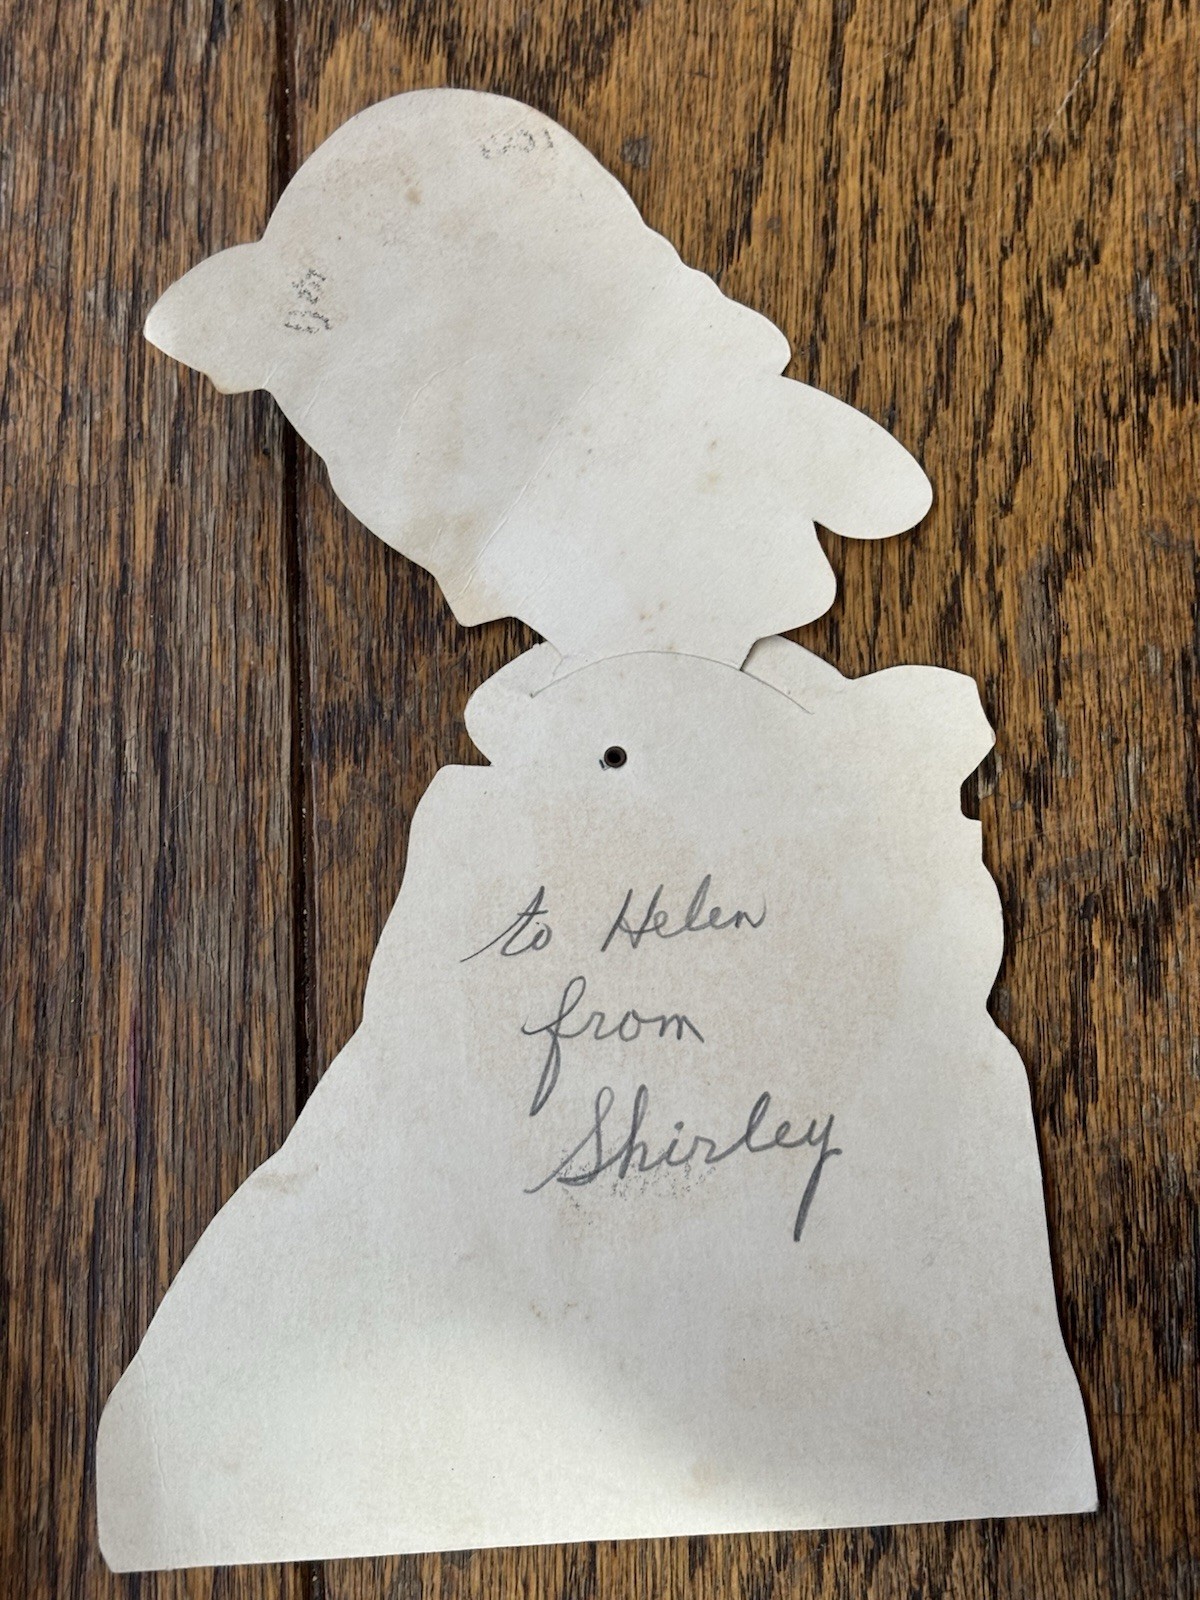 to Helen
from
Shirley